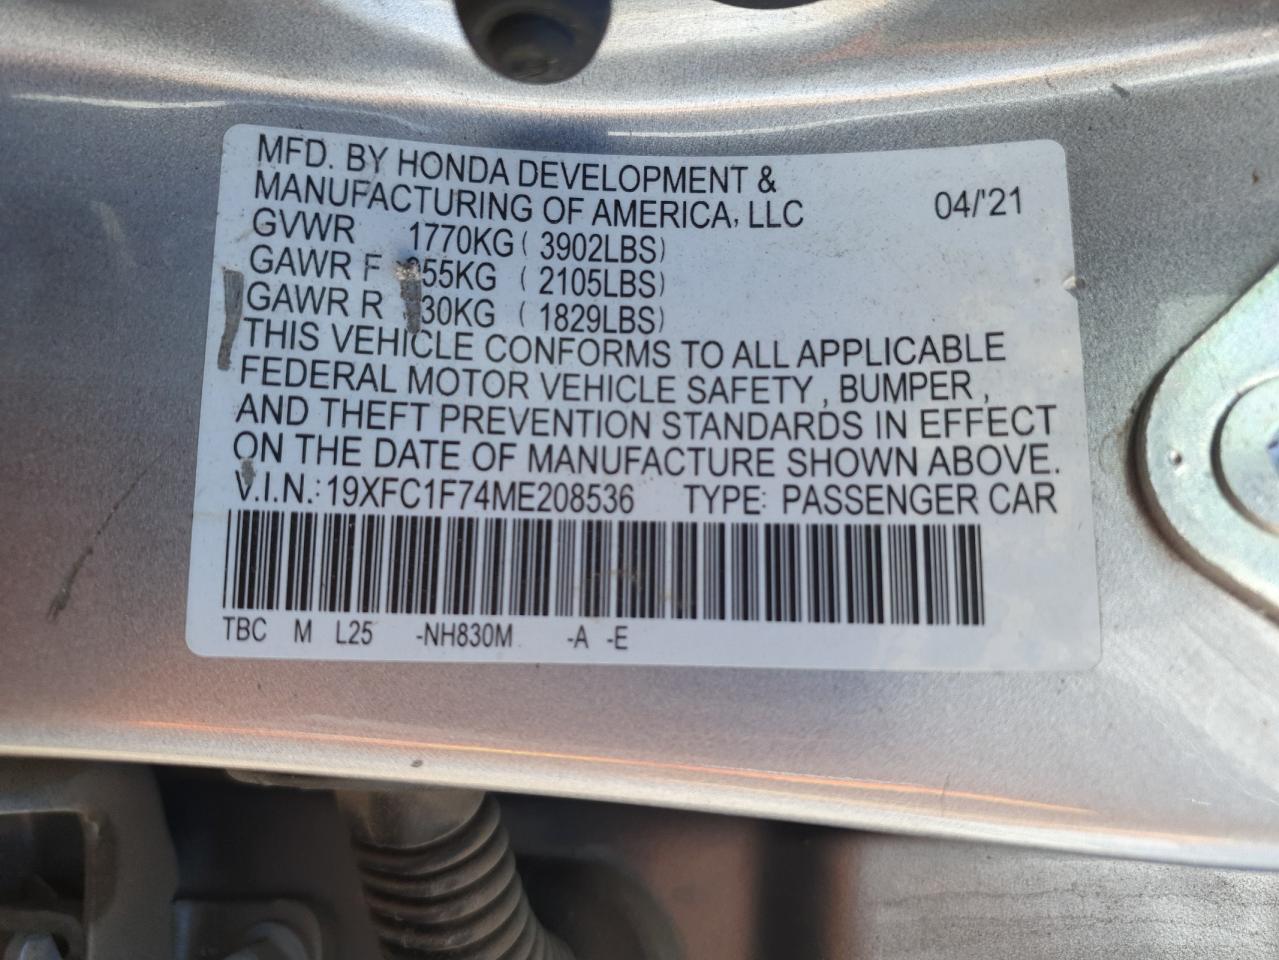 MFD. BY HONDA DEVELOPMENT &
MANUFACTURING OF AMERICA, LLC 04/'21
GVWR 1770KG ( 3902LBS)
GAWR F 55KG ( 2105LBS)
GAWR R 30KG ( 1829LBS)
THIS VEHICLE CONFORMS TO ALL APPLICABLE
FEDERAL MOTOR VEHICLE SAFETY , BUMPER ,
AND THEFT PREVENTION STANDARDS IN EFFECT
ON THE DATE OF MANUFACTURE SHOWN ABOVE.
V.I.N.: 19XFC1F74ME208536 TYPE: PASSENGER CAR
TBC M L25 -NH830M -A -E